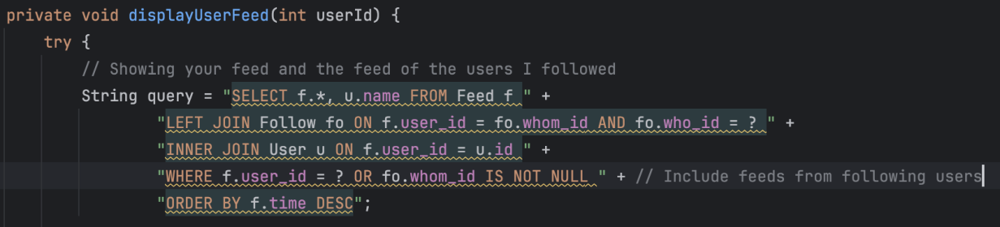 private void displayUserFeed(int userId) {
try {
// Showing your feed and the feed of the users I followed
String query = "SELECT f.*, u.name FROM Feed f " +
"LEFT JOIN Follow fo ON f.user_id = fo.whom_id AND fo.who_id = ? " +
"INNER JOIN User u ON f.user_id = u.id " +
"WHERE f.user_id = ? OR fo.whom_id IS NOT NULL " + // Include feeds from following users
"ORDER BY f.time DESC";